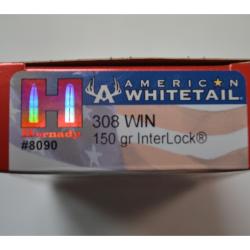 AMERICAN
WHITETAIL
308 WIN
150 gr InterLock®
H
Hornady
#8090